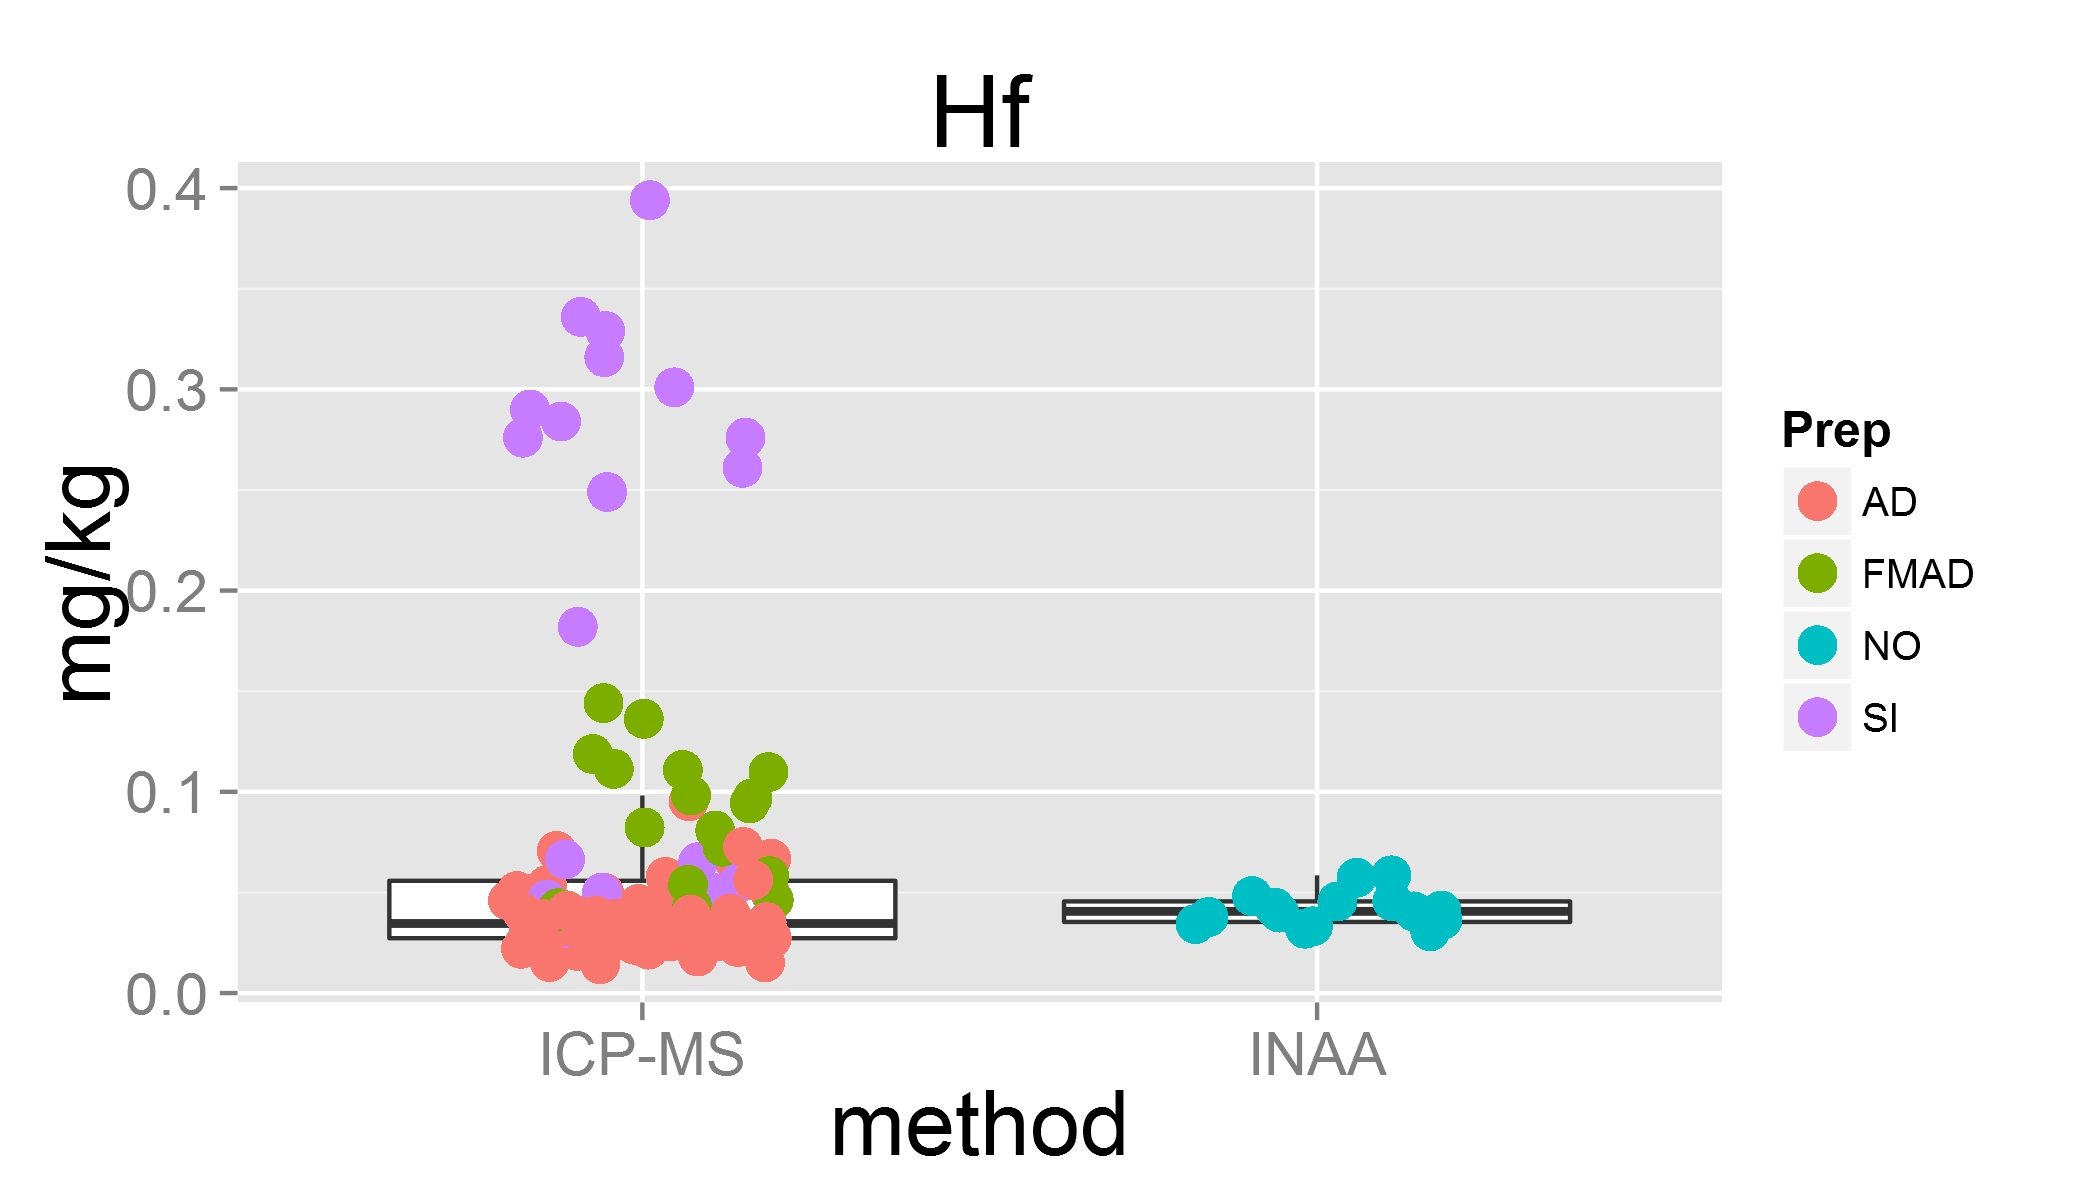 Hf
mg/kg
0.4
0.3
0.2
0.1
0.0
ICP-MS
INAA
method
Prep
AD
FMAD
NO
SI